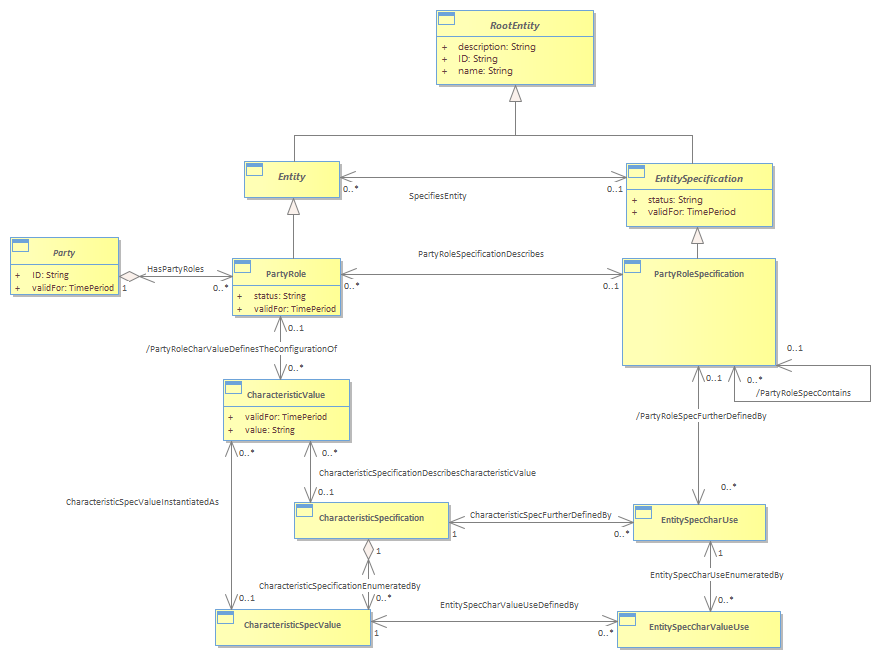 RootEntity
+ description: String
+ ID: String
+ name: String
Entity
EntitySpecification
+ status: String
+ validFor: TimePeriod
0..*
SpecifiesEntity
0..1
Party
+ ID: String
+ validFor: TimePeriod
HasPartyRoles
1
0..*
PartyRole
+ status: String
+ validFor: TimePeriod
PartyRoleSpecificationDescribes
0..*
0..1
PartyRoleSpecification
0..1
/PartyRoleCharValueDefinesTheConfigurationOf
0..*
0..1
0..1
0..*
/PartyRoleSpecContains
CharacteristicValue
+ validFor: TimePeriod
+ value: String
/PartyRoleSpecFurtherDefinedBy
0..*
0..*
CharacteristicSpecificationDescribesCharacteristicValue
0..1
0..*
CharacteristicSpecValueInstantiatedAs
CharacteristicSpecification
CharacteristicSpecFurtherDefinedBy
1
0..*
EntitySpecCharUse
1
1
CharacteristicSpecificationEnumeratedBy
EntitySpecCharUseEnumeratedBy
0..1
0..*
0..*
EntitySpecCharValueUseDefinedBy
CharacteristicSpecValue
1
0..*
EntitySpecCharValueUse